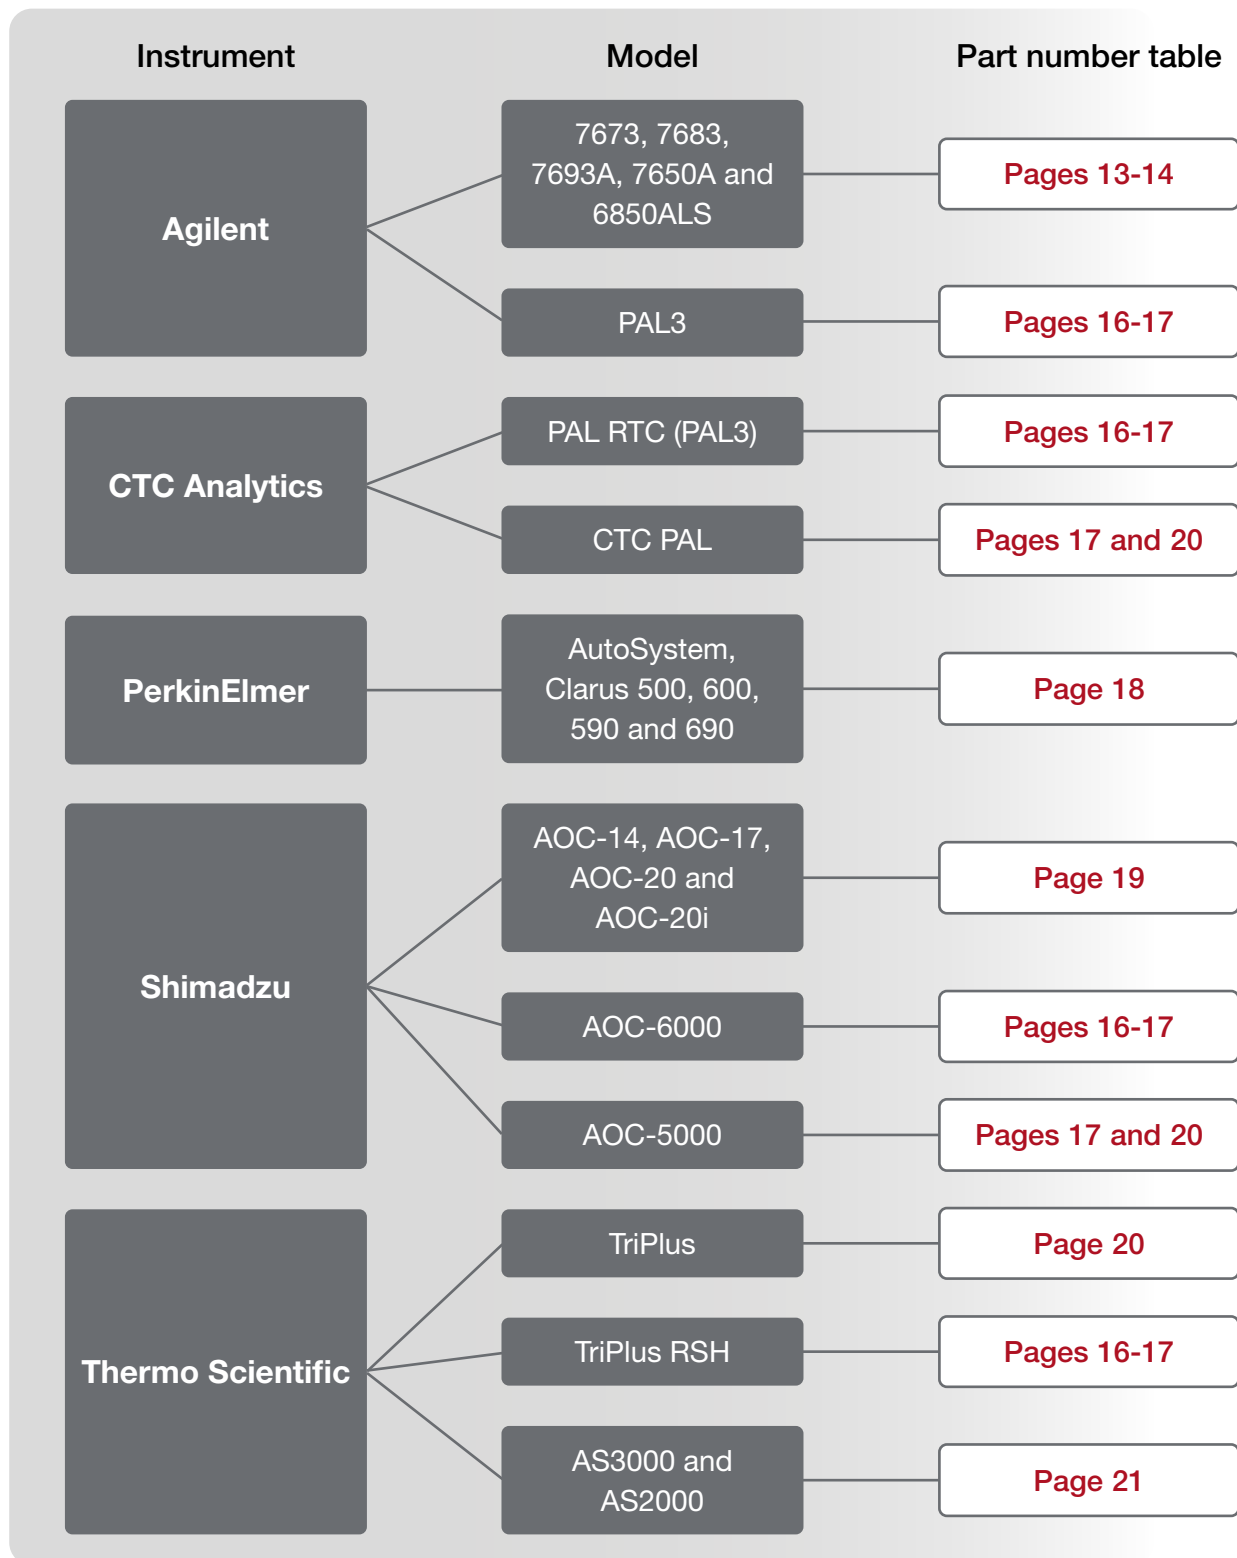 Instrument
Model
Part number table
Agilent
7673, 7683,
7693A, 7650A and
6850ALS
Pages 13-14
PAL3
Pages 16-17
CTC Analytics
PAL RTC (PAL3)
Pages 16-17
CTC PAL
Pages 17 and 20
PerkinElmer
AutoSystem,
Clarus 500, 600,
590 and 690
Page 18
Shimadzu
AOC-14, AOC-17,
AOC-20 and
AOC-20i
Page 19
AOC-6000
Pages 16-17
AOC-5000
Pages 17 and 20
Thermo Scientific
TriPlus
Page 20
TriPlus RSH
Pages 16-17
AS3000 and
AS2000
Page 21